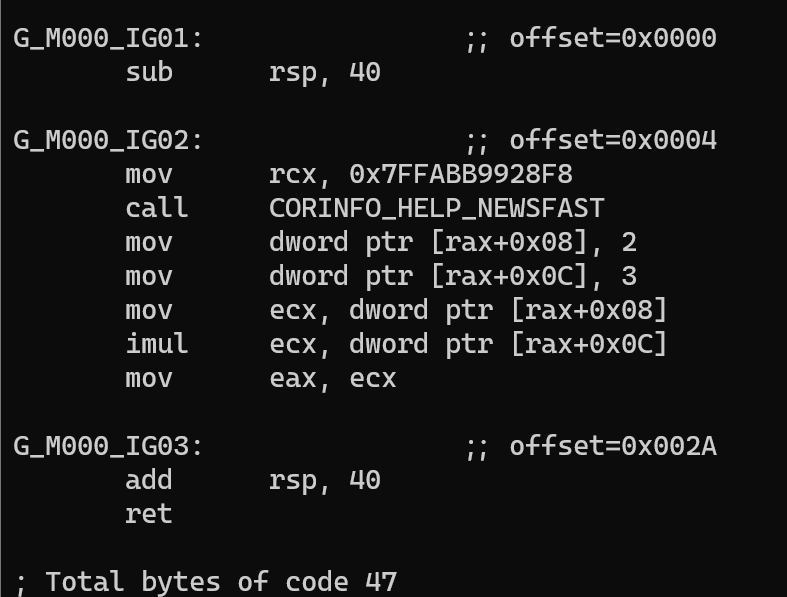 G_M000_IG01:                ;; offset=0x0000
       sub      rsp, 40

G_M000_IG02:                ;; offset=0x0004
       mov      rcx, 0x7FFABB9928F8
       call     CORINFO_HELP_NEWSFAST
       mov      dword ptr [rax+0x08], 2
       mov      dword ptr [rax+0x0C], 3
       mov      ecx, dword ptr [rax+0x08]
       imul     ecx, dword ptr [rax+0x0C]
       mov      eax, ecx

G_M000_IG03:                ;; offset=0x002A
       add      rsp, 40
       ret

; Total bytes of code 47